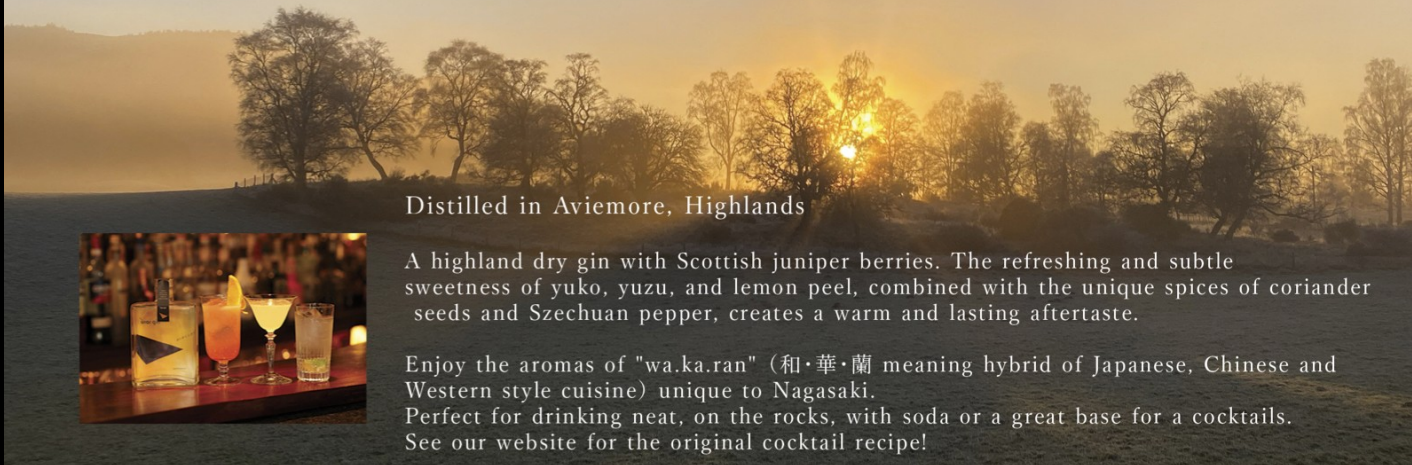 Distilled in Aviemore, Highlands
A highland dry gin with Scottish juniper berries. The refreshing and subtle
sweetness of yuko, yuzu, and lemon peel, combined with the unique spices of coriander
seeds and Szechuan pepper, creates a warm and lasting aftertaste.
Enjoy the aromas of "wa.ka.ran" (和・華・蘭 meaning hybrid of Japanese, Chinese and
Western style cuisine) unique to Nagasaki.
Perfect for drinking neat, on the rocks, with soda or a great base for a cocktails.
See our website for the original cocktail recipe!